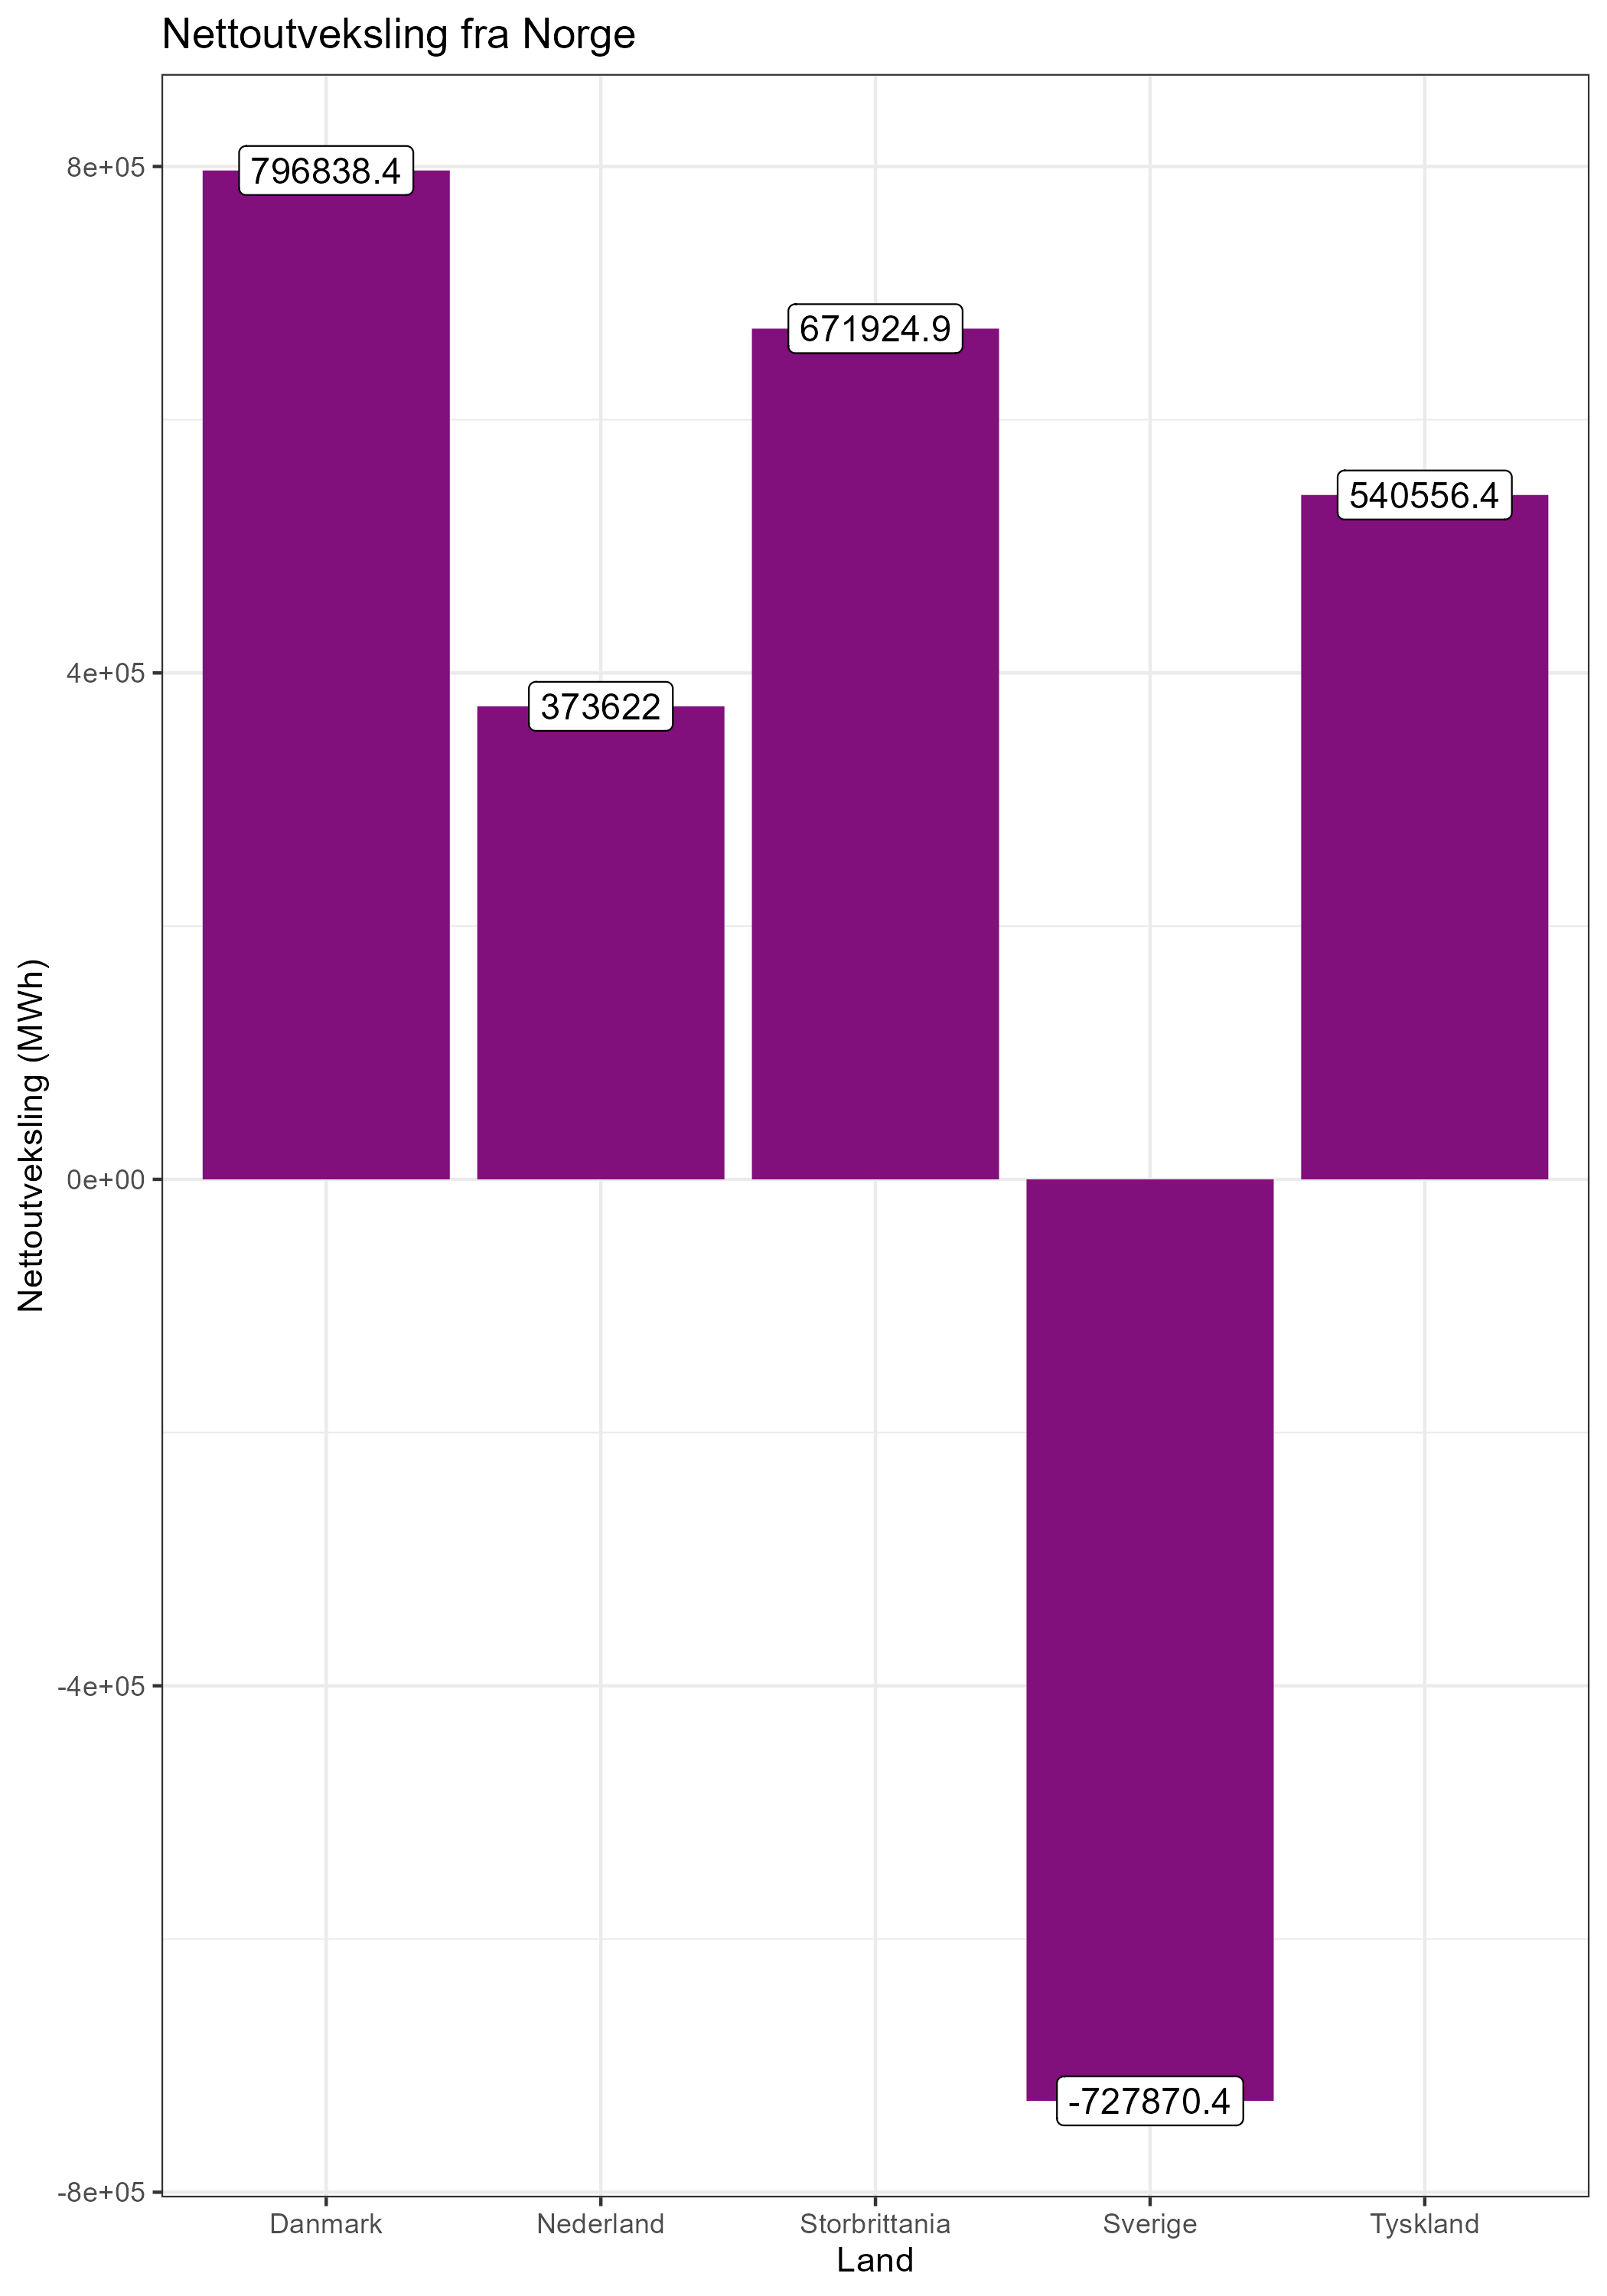 Nettoutveksling fra Norge
Nettoutveksling (MWh)
8e+05
4e+05
0e+00
-4e+05
-8e+05
796838.4
373622
671924.9
-727870.4
540556.4
Danmark
Nederland
Storbrittania
Sverige
Tyskland
Land